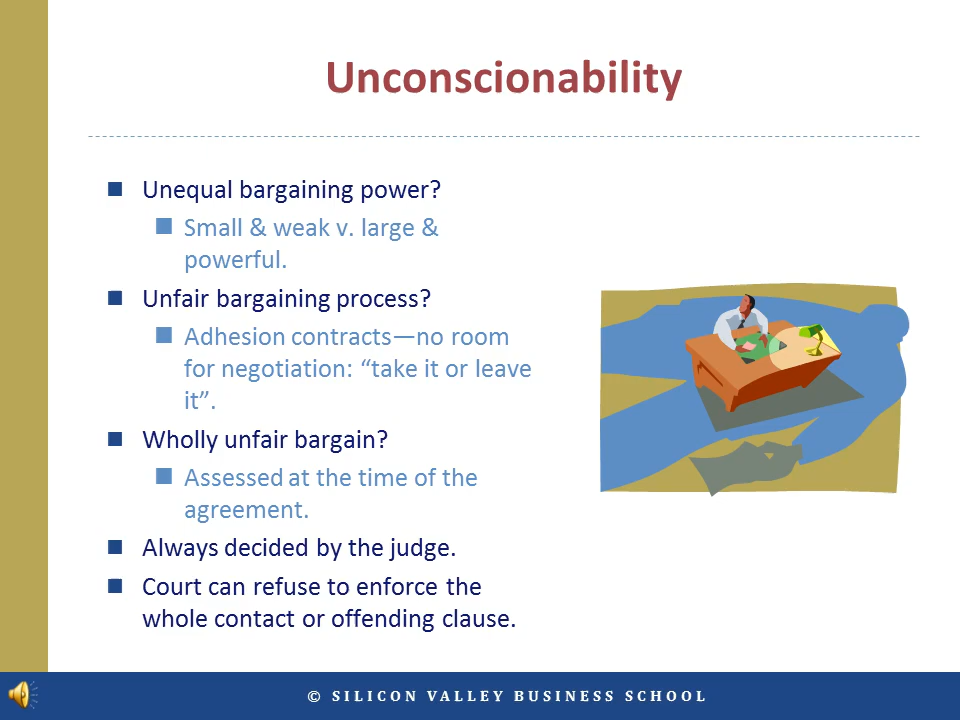 Unconscionability
Unequal bargaining power?
Small & weak v. large &
powerful.
Unfair bargaining process?
Adhesion contracts—no room
for negotiation: “take it or leave
it”.
Wholly unfair bargain?
Assessed at the time of the
agreement.
Always decided by the judge.
Court can refuse to enforce the
whole contact or offending clause.
© SILICON VALLEY BUSINESS SCHOOL